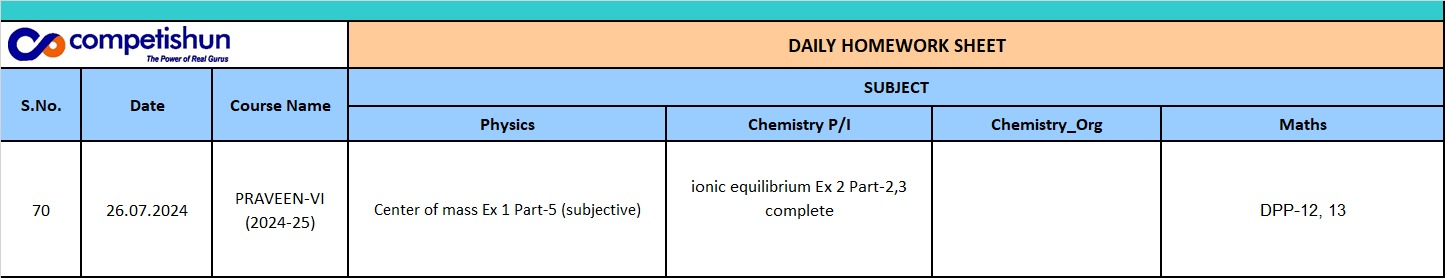 competishun
The Power of Real Gurus
DAILY HOMEWORK SHEET
S.No.
Date
Course Name
SUBJECT
Physics
Chemistry P/I
Chemistry_Org
Maths
70
26.07.2024
PRAVEEN-VI
(2024-25)
Center of mass Ex 1 Part-5 (subjective)
ionic equilibrium Ex 2 Part-2,3
complete
DPP-12, 13